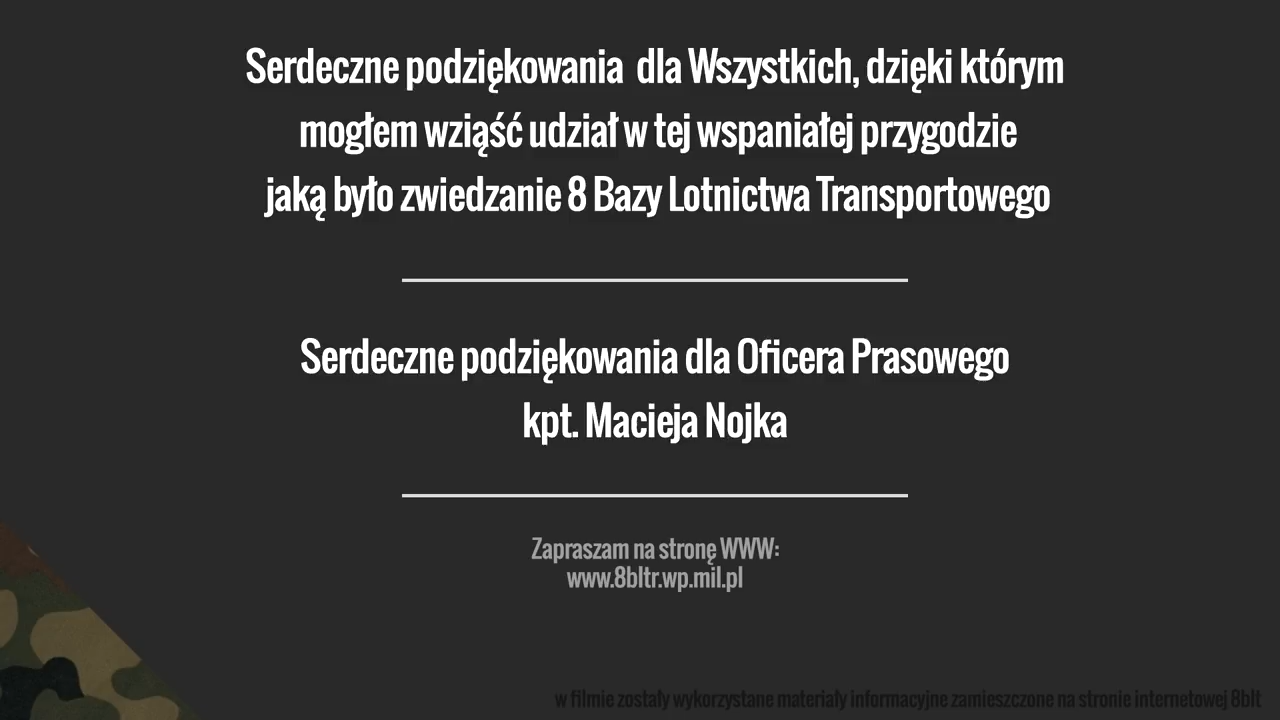 Serdeczne podziękowania dla Wszystkich, dzięki którym
mogłem wziąść udział w tej wspaniałej przygodzie
jaką było zwiedzanie 8 Bazy Lotnictwa Transportowego
Serdeczne podziękowania dla Oficera Prasowego
kpt. Macieja Nojka
Zapraszam na stronę WWW:
www.8bltr.wp.mil.pl
w filmie zostały wykorzystane materiały informacyjne zamieszczone na stronie internetowej 8blt